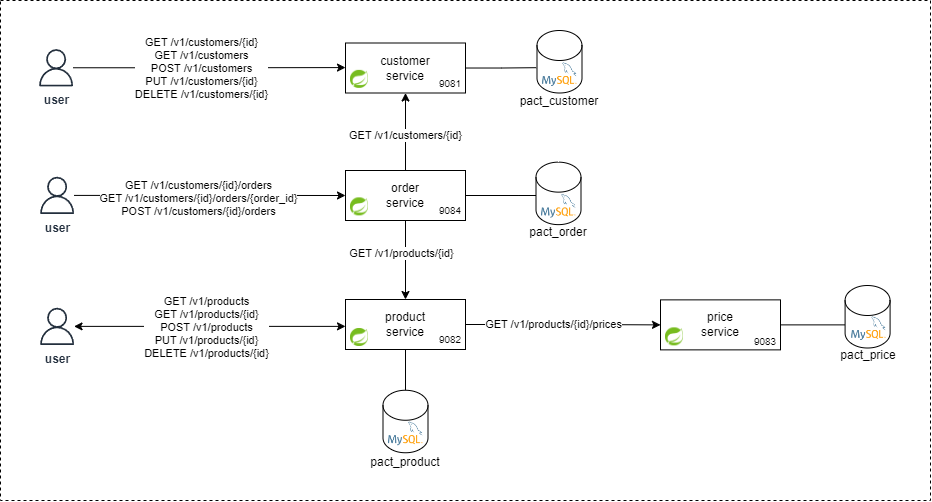 GET /v1/customers/{id}
GET /v1/customers
POST /v1/customers
PUT /v1/customers/{id}
DELETE /v1/customers/{id}
user
customer
service
9081
MySQL
pact_customer
GET /v1/customers/{id}
GET /v1/customers/{id}/orders
GET /v1/customers/{id}/orders/{order_id}
POST /v1/customers/{id}/orders
user
order
service
9084
MySQL
pact_order
GET /v1/products/{id}
GET /v1/products
GET /v1/products/{id}
POST /v1/products
PUT /v1/products/{id}
DELETE /v1/products/{id}
user
product
service
9082
GET /v1/products/{id}/prices
price
service
9083
MySQL
pact_price
MySQL
pact_product